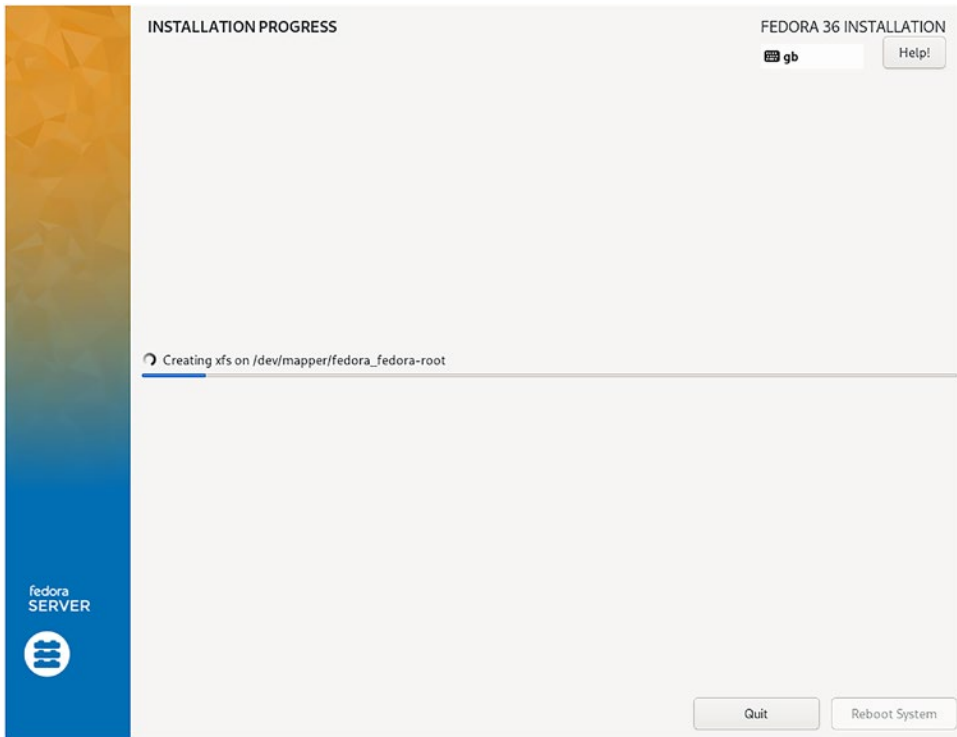 INSTALLATION PROGRESS
FEDORA 36 INSTALLATION
gb
Help!
Creating xfs on /dev/mapper/fedora_fedora-root
fedora
SERVER
Quit
Reboot System